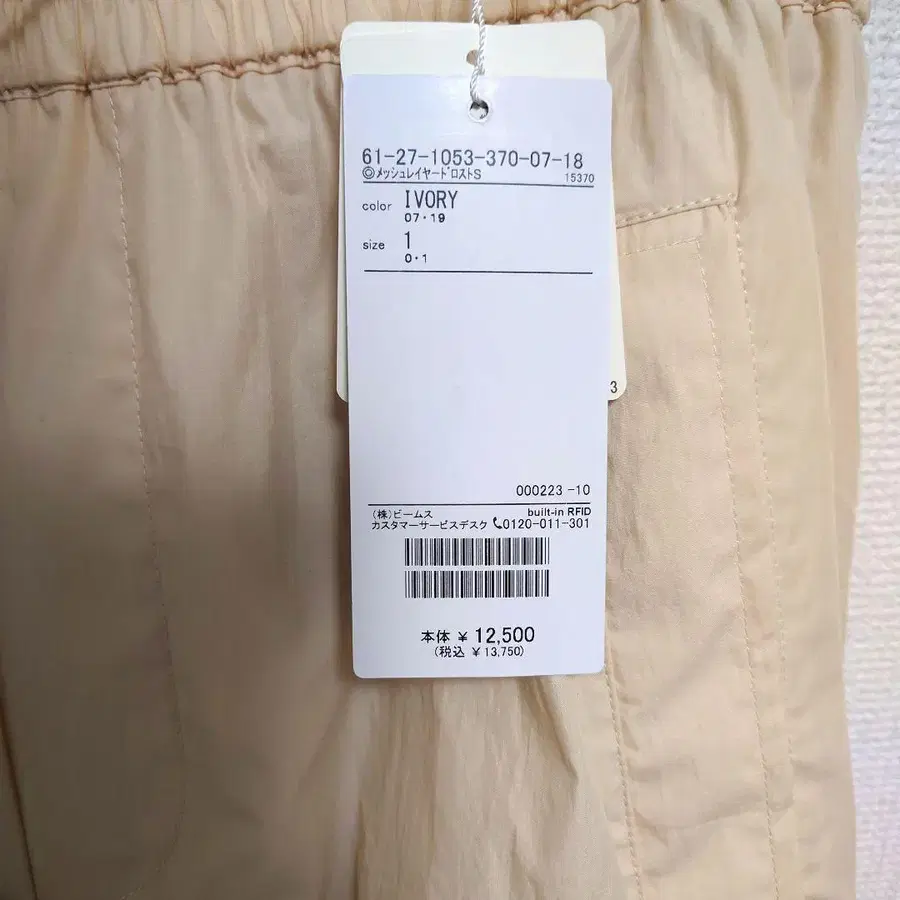 61-27-1053-370-07-18
◎メッシュレイヤードロストS 15370
color IVORY
07・19
size 1
0・1
3
000223 -10
(株)ビームス built-in RFID
カスタマーサービスデスク 0120-011-301
本体 ¥ 12,500
(税込 ¥13,750)